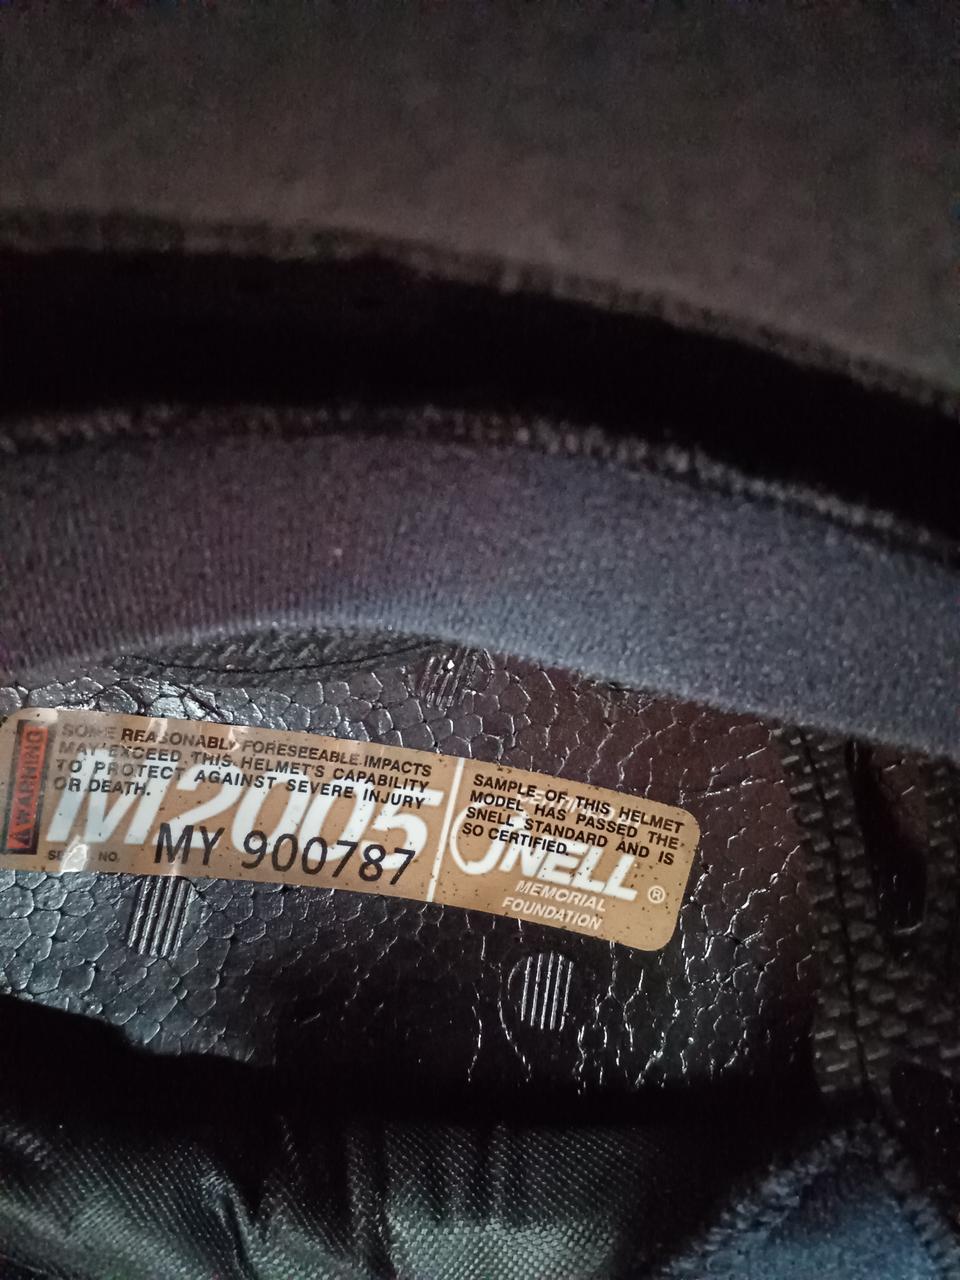 WARNING
SOME REASONABLY FORESEEABLE IMPACTS
MAY EXCEED THIS HELMET'S CAPABILITY
TO PROTECT AGAINST SEVERE INJURY
OR DEATH.
M2005
NO. MY 900787
SAMPLE OF THIS HELMET
MODEL HAS PASSED THE
SNELL STANDARD AND IS
SO CERTIFIED
SNELL®
MEMORIAL
FOUNDATION